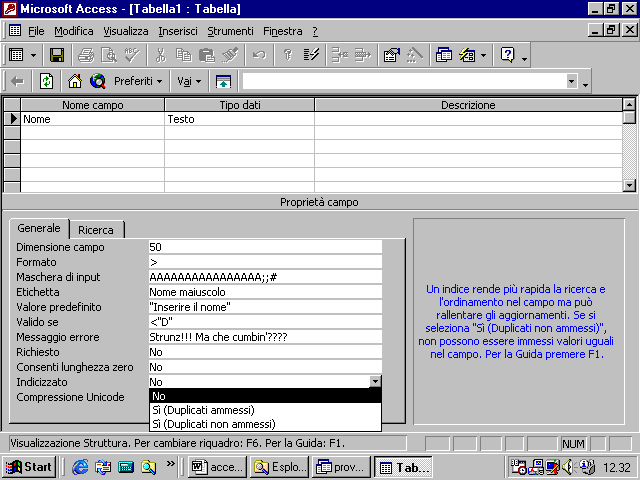 Microsoft Access - [Tabella1 : Tabella]
File Modifica Visualizza Inserisci Strumenti Finestra ?
Preferiti Vai
Nome campo Tipo dati Descrizione
Nome Testo
Proprietà campo
Generale Ricerca
Dimensione campo 50
Formato >
Maschera di input AAAAAAAAAAAAAAAA;;#
Etichetta Nome maiuscolo
Valore predefinito "Inserire il nome"
Valido se <"D"
Messaggio errore Strunz!!! Ma che cumbin'????
Richiesto No
Consenti lunghezza zero No
Indicizzato No
Compressione Unicode
No
Sì (Duplicati ammessi)
Sì (Duplicati non ammessi)
Un indice rende più rapida la ricerca e
l'ordinamento nel campo ma può
rallentare gli aggiornamenti. Se si
seleziona "Sì (Duplicati non ammessi)",
non possono essere immessi valori uguali
nel campo. Per la Guida premere F1.
Visualizzazione Struttura. Per cambiare riquadro: F6. Per la Guida: F1.
NUM
Start » acce... Esplo... prov... Tab... 12.32